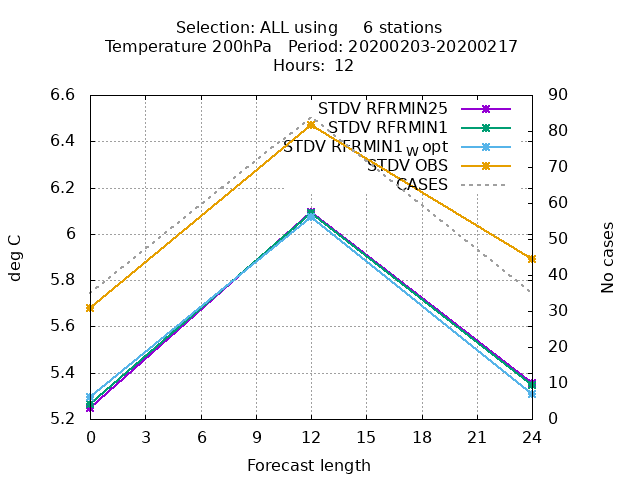 Selection: ALL using     6 stations
Temperature 200hPa   Period: 20200203-20200217
Hours:  12
6.6
6.4
6.2
6
5.8
5.6
5.4
5.2
deg C
90
80
70
60
50
40
30
20
10
0
No cases
STDV RFRMIN25
STDV RFRMIN1
STDV RFRMIN1_W opt
STDV OBS
CASES
0 3 6 9 12 15 18 21 24
Forecast length